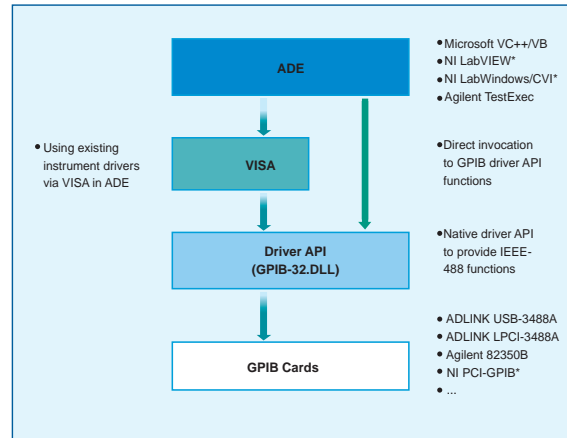 ADE
• Microsoft VC++/VB
• NI LabVIEW*
• NI LabWindows/CVI*
• Agilent TestExec
• Using existing
instrument drivers
via VISA in ADE
VISA
• Direct invocation
to GPIB driver API
functions
Driver API
(GPIB-32.DLL)
• Native driver API
to provide IEEE-
488 functions
GPIB Cards
• ADLINK USB-3488A
• ADLINK LPCI-3488A
• Agilent 82350B
• NI PCI-GPIB*
• ...